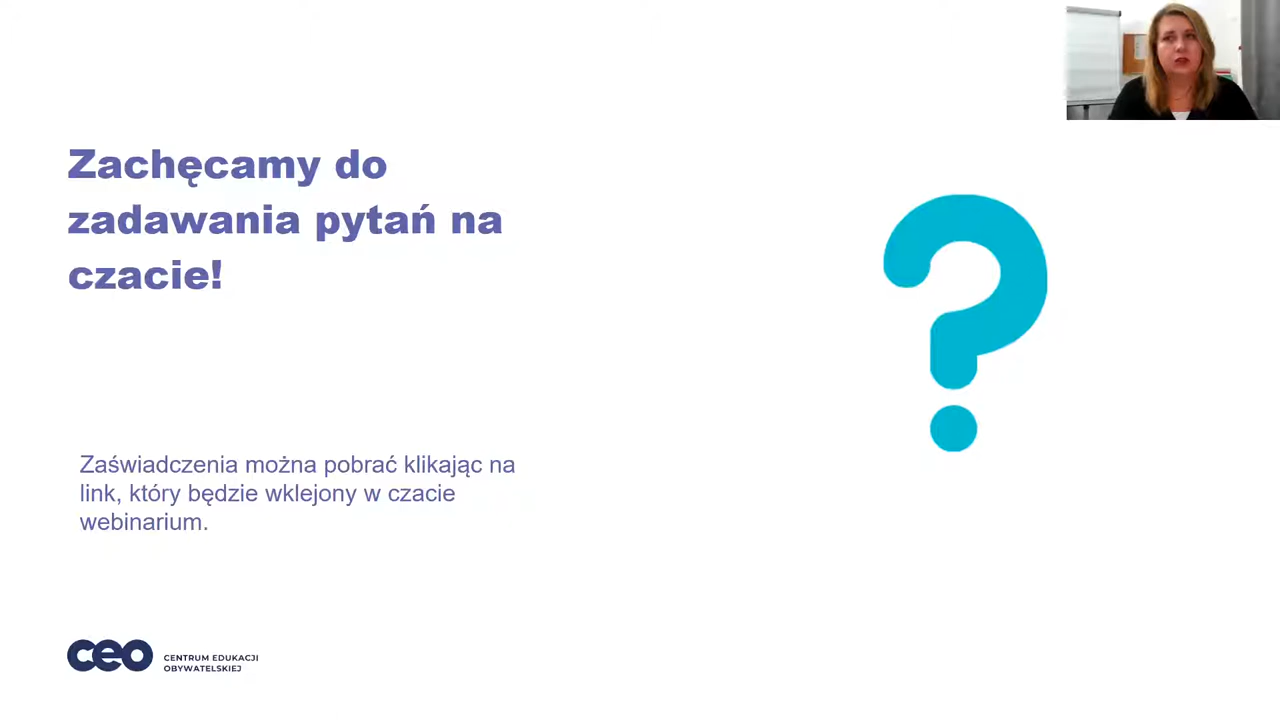 Zachęcamy do
zadawania pytań na
czacie!
Zaświadczenia można pobrać klikając na
link, który będzie wklejony w czacie
webinarium.
ceo CENTRUM EDUKACJI
OBYWATELSKIEJ